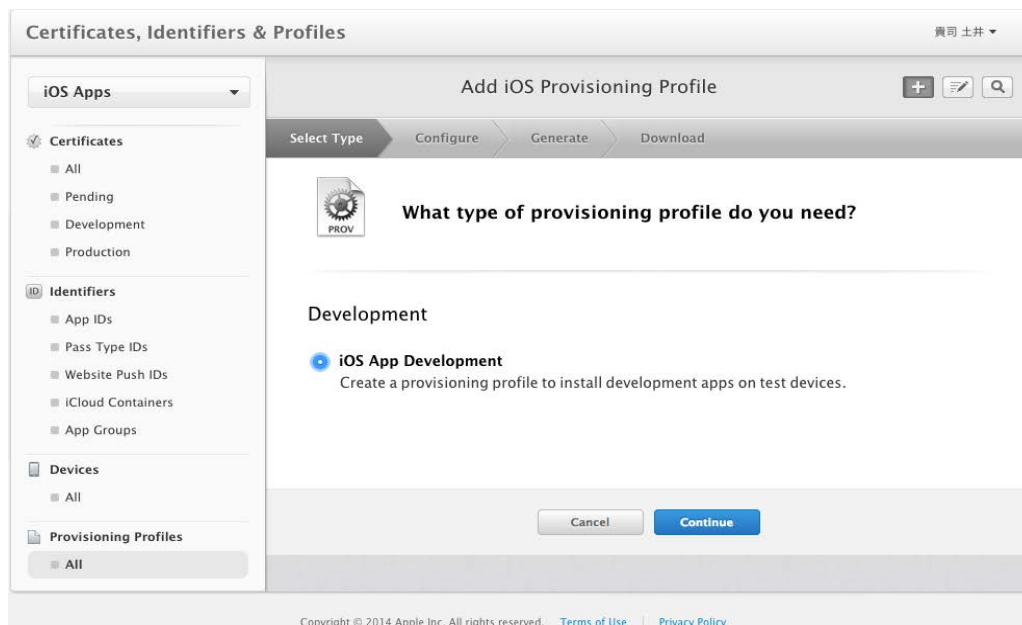 Certificates, Identifiers & Profiles
貴司 土井
iOS Apps
Add iOS Provisioning Profile
Select Type
Configure
Generate
Download
Certificates
All
Pending
Development
Production
Identifiers
App IDs
Pass Type IDs
Website Push IDs
iCloud Containers
App Groups
Devices
All
Provisioning Profiles
All
ID
PROV
What type of provisioning profile do you need?
Development
iOS App Development
Create a provisioning profile to install development apps on test devices.
Cancel
Continue
Copyright © 2014 Apple Inc. All rights reserved.
Terms of Use
Privacy Policy